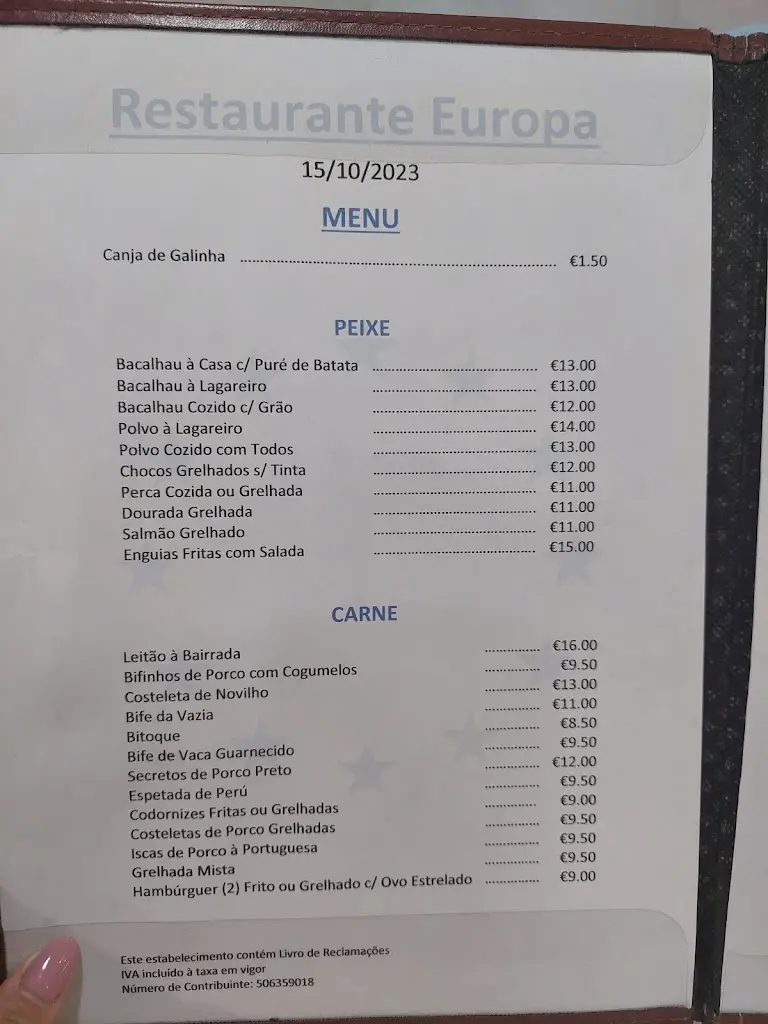 Restaurante Europa
15/10/2023
MENU
Canja de Galinha ........ €1.50
PEIXE
Bacalhau à Casa c/ Puré de Batata ........ €13.00
Bacalhau à Lagareiro ........ €13.00
Bacalhau Cozido c/ Grão ........ €12.00
Polvo à Lagareiro ........ €14.00
Polvo Cozido com Todos ........ €13.00
Chocos Grelhados s/ Tinta ........ €12.00
Perca Cozida ou Grelhada ........ €11.00
Dourada Grelhada ........ €11.00
Salmão Grelhado ........ €11.00
Enguias Fritas com Salada ........ €15.00
CARNE
Leitão à Bairrada ........ €16.00
Bifinhos de Porco com Cogumelos ........ €9.50
Costeleta de Novilho ........ €13.00
Bife da Vazia ........ €11.00
Bitoque ........ €8.50
Bife de Vaca Guarnecido ........ €9.50
Secretos de Porco Preto ........ €12.00
Espetada de Perú ........ €9.50
Codornizes Fritas ou Grelhadas ........ €9.00
Costeletas de Porco Grelhadas ........ €9.50
Iscas de Porco à Portuguesa ........ €9.50
Grelhada Mista ........ €9.50
Hambúrguer (2) Frito ou Grelhado c/ Ovo Estrelado ........ €9.00
Este estabelecimento contém Livro de Reclamações
IVA incluído à taxa em vigor
Número de Contribuinte: 506359018